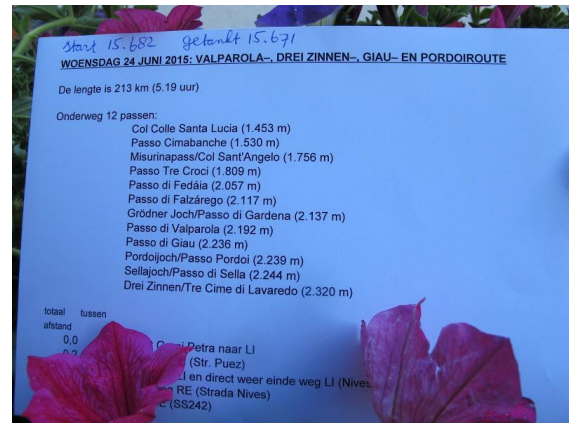 start 15.682 getankt 15.671
WOENSDAG 24 JUNI 2015: VALPAROLA–, DREI ZINNEN–, GIAU– EN PORDOIROUTE
De lengte is 213 km (5.19 uur)
Onderweg 12 passen:
Col Colle Santa Lucia (1.453 m)
Passo Cimabanche (1.530 m)
Misurinapass/Col Sant'Angelo (1.756 m)
Passo Tre Croci (1.809 m)
Passo di Fedáia (2.057 m)
Passo di Falzárego (2.117 m)
Grödner Joch/Passo di Gardena (2.137 m)
Passo di Valparola (2.192 m)
Passo di Giau (2.236 m)
Pordoijoch/Passo Pordoi (2.239 m)
Sellajoch/Passo di Sella (2.244 m)
Drei Zinnen/Tre Cime di Lavaredo (2.320 m)
totaal tussen
afstand
0,0 Petra naar LI
(Str. Puez)
LI en direct weer einde weg LI (Nives
RE (Strada Nives)
(SS242)